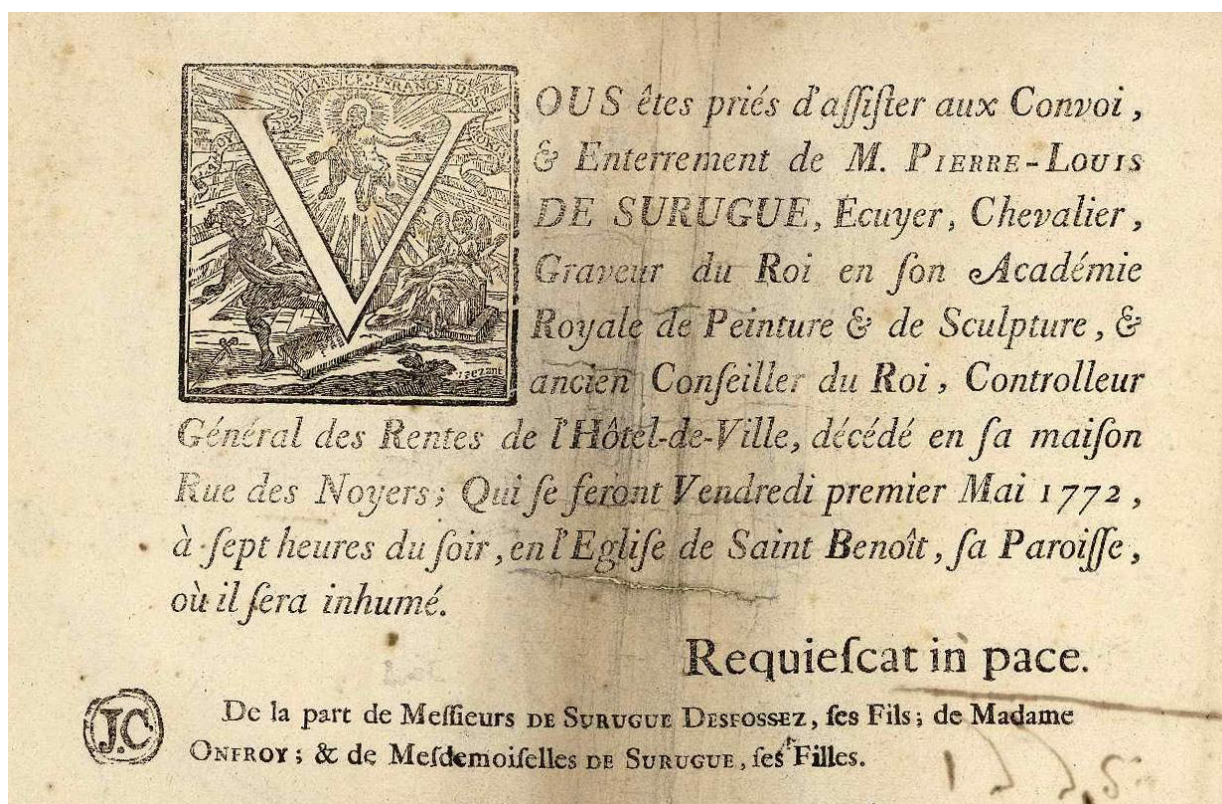 VOUS êtes priés d'aſſiſter aux Convoi,
& Enterrement de M. PIERRE-LOUIS
DE SURUGUE, Ecuyer, Chevalier,
Graveur du Roi en ſon Académie
Royale de Peinture & de Sculpture, &
ancien Conſeiller du Roi, Controlleur
Général des Rentes de l'Hôtel-de-Ville, décédé en ſa maiſon
Rue des Noyers; Qui ſe feront Vendredi premier Mai 1772,
à ſept heures du ſoir, en l'Egliſe de Saint Benoît, ſa Paroiſſe,
où il ſera inhumé.
Requieſcat in pace.
J.C
De la part de Meſſieurs DE SURUGUE DESFOSSEZ, ſes Fils; de Madame
ONFROY; & de Meſdemoiſelles DE SURUGUE, ſes Filles.